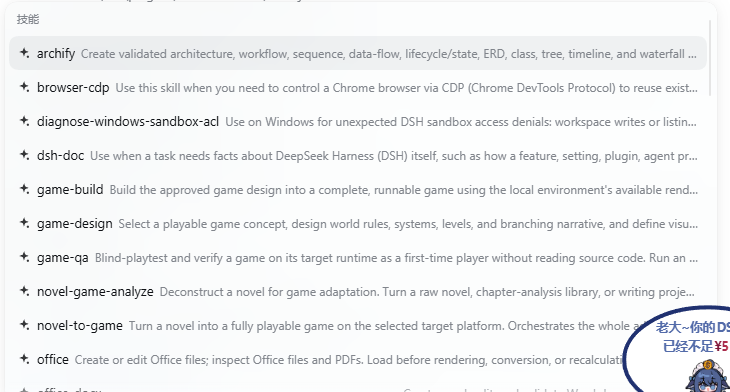 技能
archify Create validated architecture, workflow, sequence, data-flow, lifecycle/state, ERD, class, tree, timeline, and waterfall ...
browser-cdp Use this skill when you need to control a Chrome browser via CDP (Chrome DevTools Protocol) to reuse exist...
diagnose-windows-sandbox-acl Use on Windows for unexpected DSH sandbox access denials: workspace writes or listin...
dsh-doc Use when a task needs facts about DeepSeek Harness (DSH) itself, such as how a feature, setting, plugin, agent pr...
game-build Build the approved game design into a complete, runnable game using the local environment's available rend...
game-design Select a playable game concept, design world rules, systems, levels, and branching narrative, and define visu...
game-qa Blind-playtest and verify a game on its target runtime as a first-time player without reading source code. Run an ...
novel-game-analyze Deconstruct a novel for game adaptation. Turn a raw novel, chapter-analysis library, or writing proje...
novel-to-game Turn a novel into a fully playable game on the selected target platform. Orchestrates the whole
老大~你的DS
已经不足¥5
office Create or edit Office files; inspect Office files and PDFs. Load before rendering, conversion, or recalculati